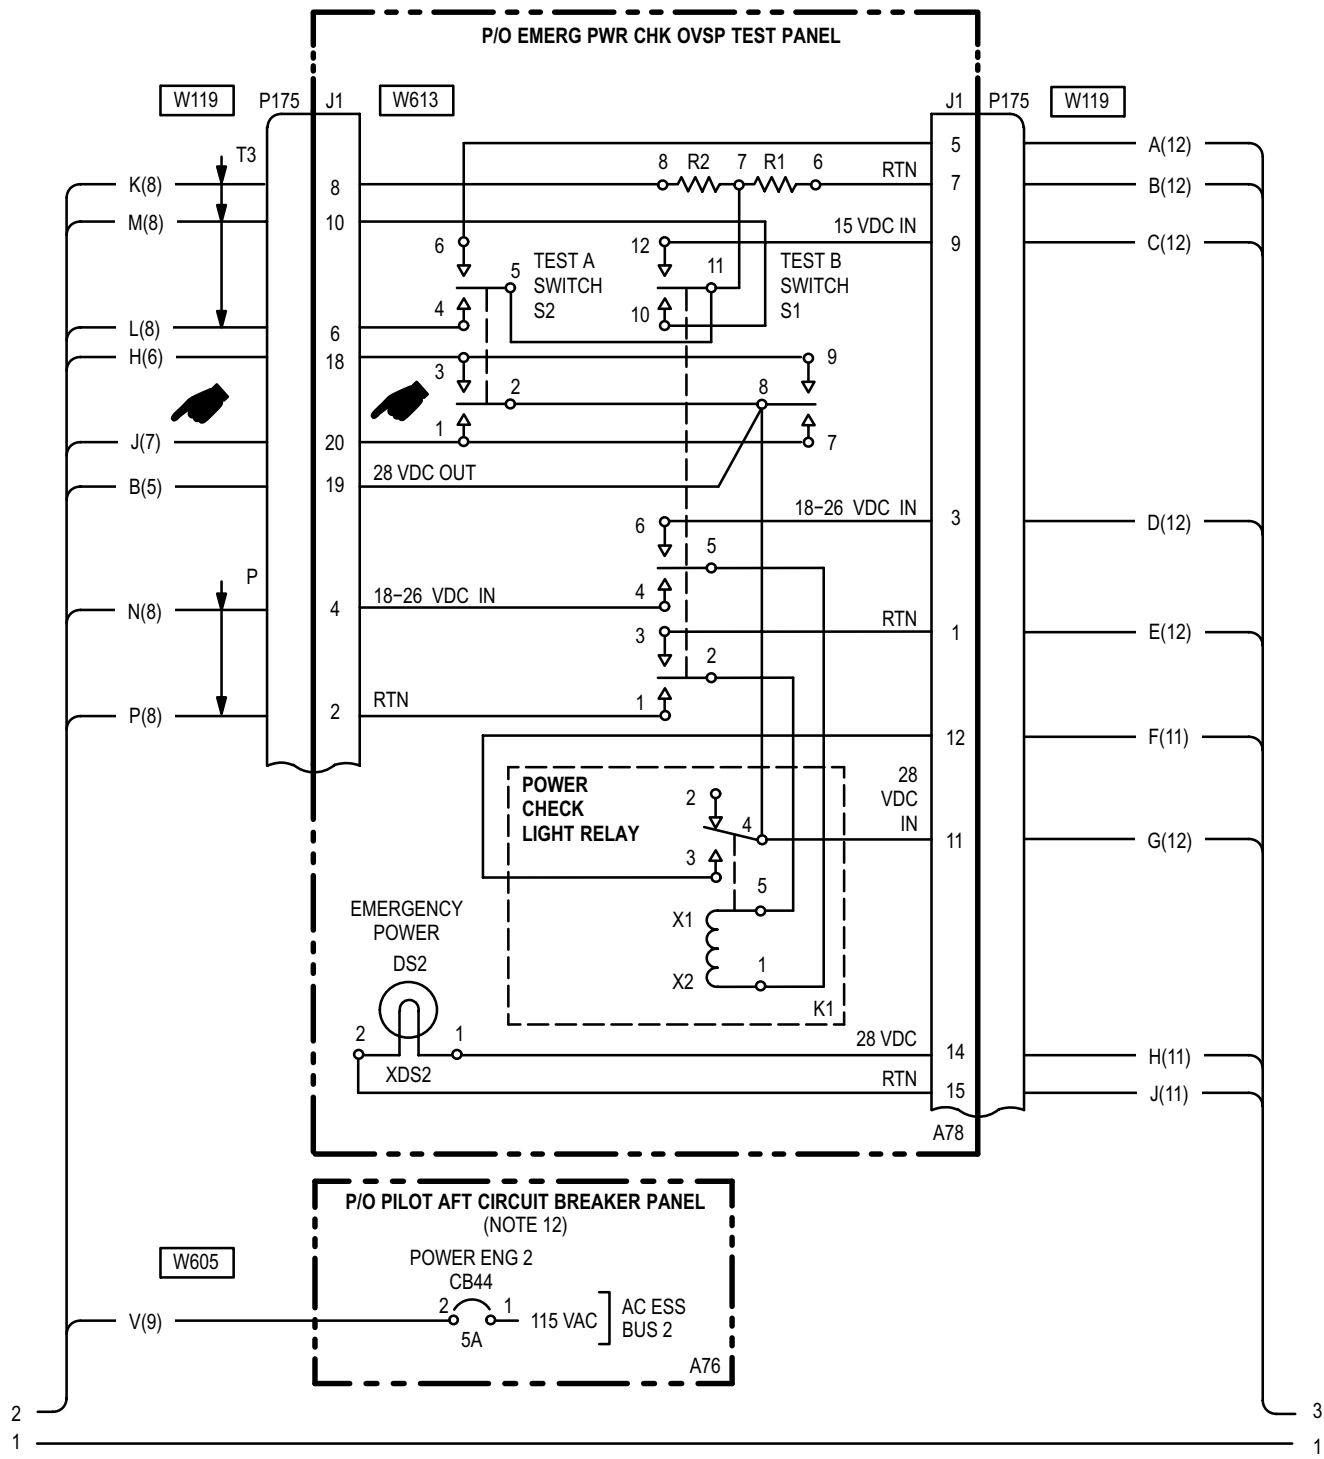 P/O EMERG PWR CHK OVSP TEST PANEL
W119 P175 J1 W613 J1 P175 W119
T3
5 A(12)
8 R2 7 R1 6 RTN
K(8) 8 7 B(12)
M(8) 10
15 VDC IN
6 12 9 C(12)
5 TEST A SWITCH S2
11 TEST B SWITCH S1
4 10
L(8) 6
H(6) 18
3 9
2 8
1 7
J(7) 20
B(5) 19 28 VDC OUT
18–26 VDC IN 3 D(12)
6
5
P
4
N(8) 4 18–26 VDC IN
RTN 1 E(12)
3
2
1
P(8) 2 RTN
12 F(11)
POWER
CHECK
LIGHT RELAY
2
4
3
28
VDC
IN
11 G(12)
5
X1
1
X2
K1
EMERGENCY
POWER
DS2
2 1
XDS2
28 VDC 14 H(11)
RTN 15 J(11)
A78
P/O PILOT AFT CIRCUIT BREAKER PANEL
(NOTE 12)
W605
POWER ENG 2
CB44
V(9) 2 1 115 VAC AC ESS
BUS 2
5A
A76
2 3
1 1